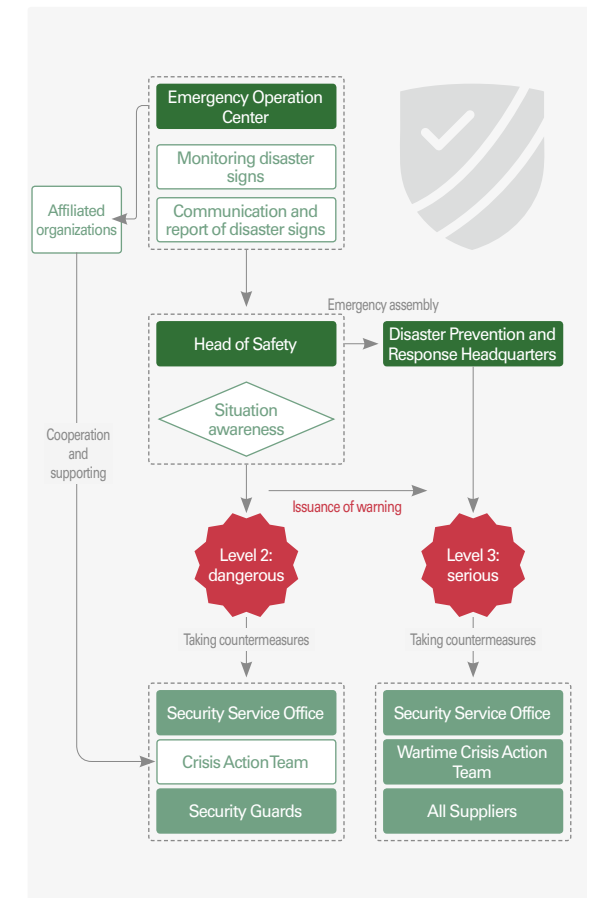 Emergency Operation
Center
Monitoring disaster
signs
Affiliated
organizations
Communication and
report of disaster signs
Emergency assembly
Head of Safety
Disaster Prevention and
Response Headquarters
Situation
awareness
Cooperation
and
supporting
Issuance of warning
Level 2:
dangerous
Level 3:
serious
Taking countermeasures
Taking countermeasures
Security Service Office
Crisis Action Team
Security Guards
Security Service Office
Wartime Crisis Action
Team
All Suppliers